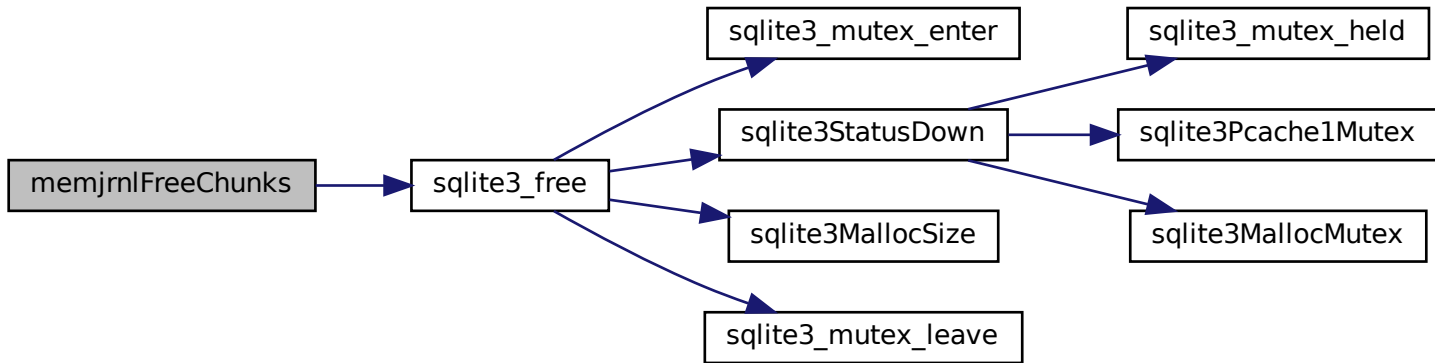 memjrnlFreeChunks
sqlite3_free
sqlite3_mutex_enter
sqlite3StatusDown
sqlite3MallocSize
sqlite3_mutex_leave
sqlite3_mutex_held
sqlite3Pcache1Mutex
sqlite3MallocMutex